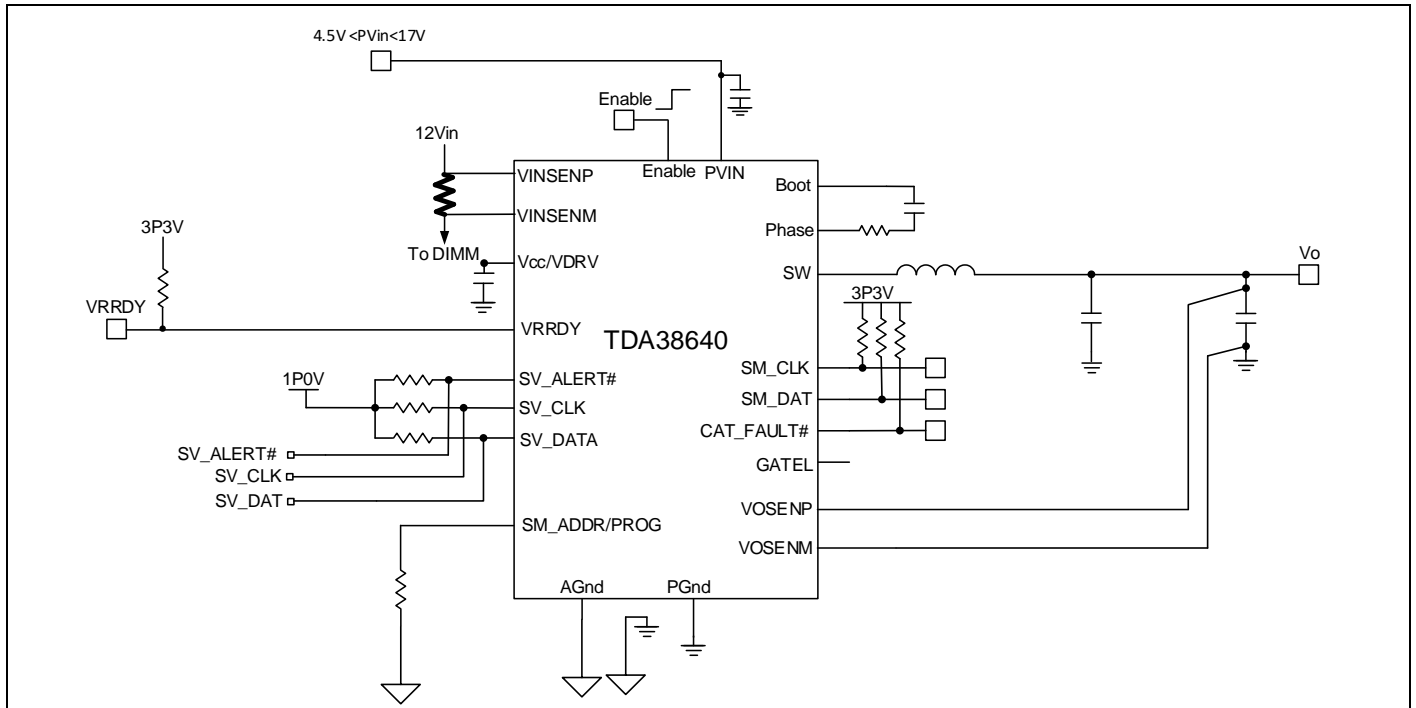 4.5V <PVin<17V
Enable
12Vin
Enable PVIN
VINSENP
Boot
VINSENM
Phase
3P3V
To DIMM
Vcc/VDRV
SW
Vo
3P3V
VRRDY
VRRDY
TDA38640
SM_CLK
1P0V
SV_ALERT#
SM_DAT
SV_CLK
CAT_FAULT#
SV_DATA
SV_ALERT#
GATEL
SV_CLK
SV_DAT
VOSENP
SM_ADDR/PROG
VOSENM
AGnd
PGnd